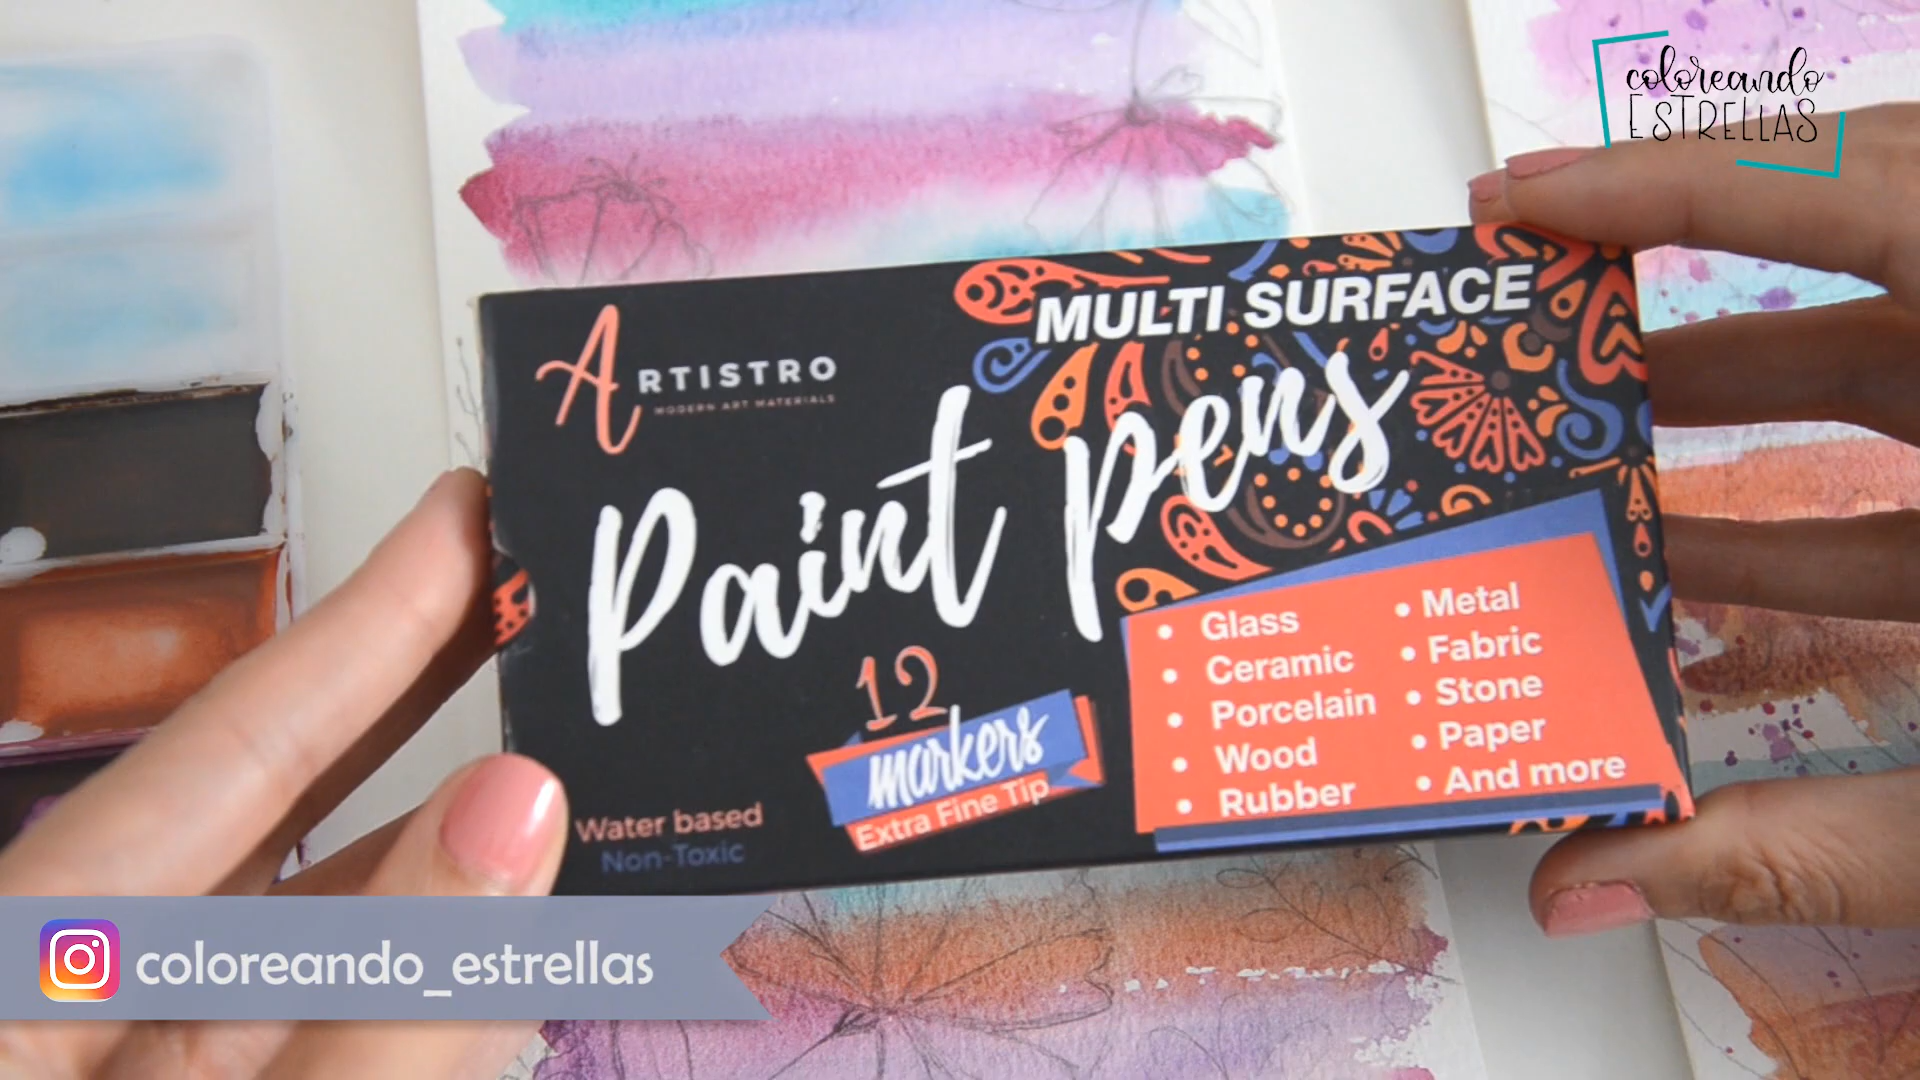 coloreando
ESTRELLAS
MULTI SURFACE
ARTISTRO
MODERN ART MATERIALS
Paint pens
• Glass
• Ceramic
• Porcelain
• Wood
• Rubber
• Metal
• Fabric
• Stone
• Paper
• And more
12
markers
Extra Fine Tip
Water based
Non-Toxic
coloreando_estrellas